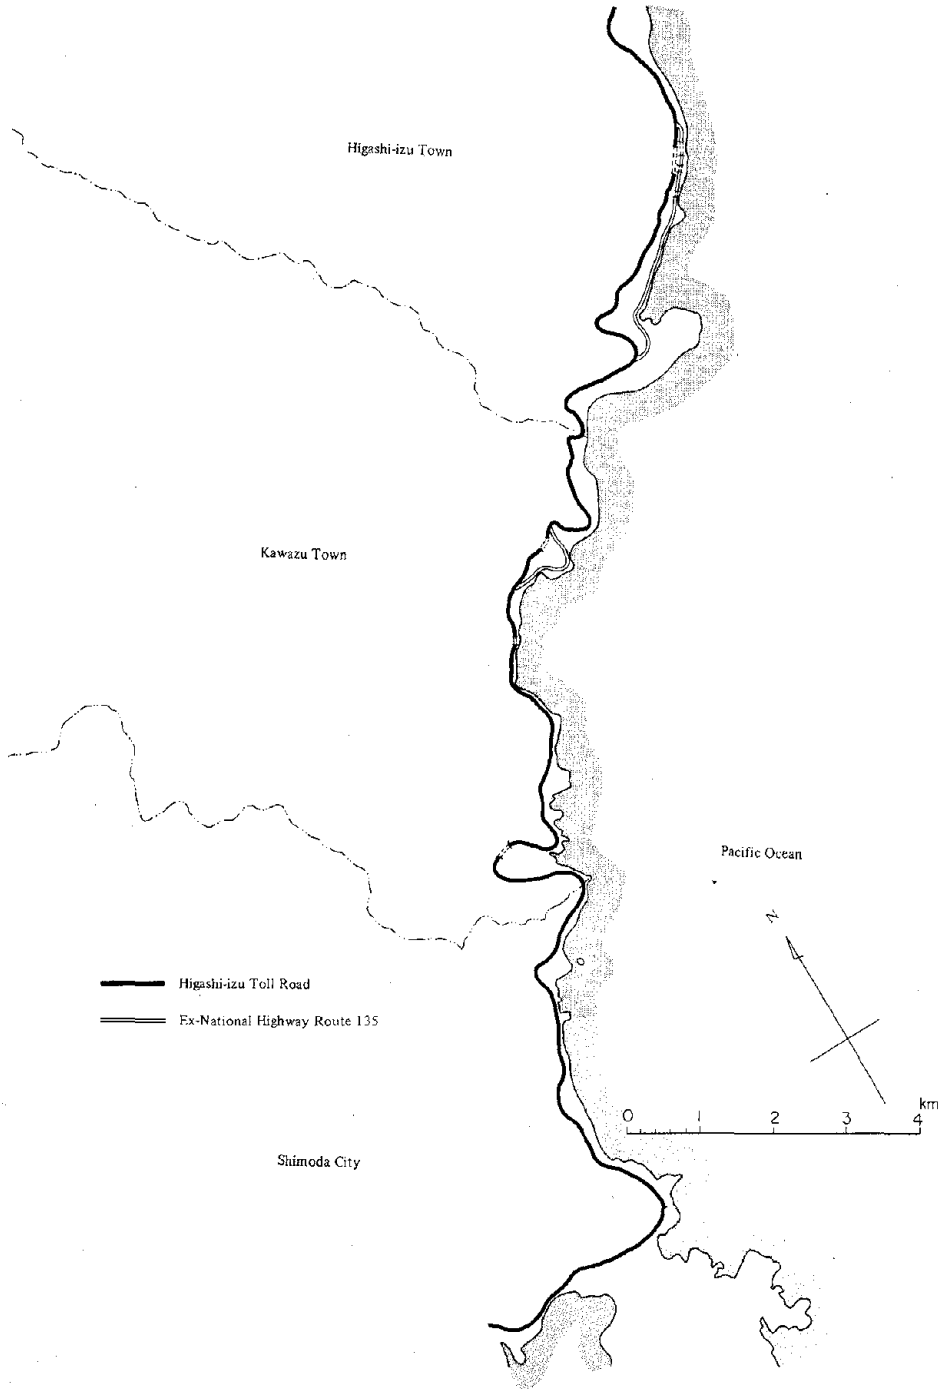 Higashi-izu Town
Kawazu Town
Pacific Ocean
N
Higashi-izu Toll Road
Ex-National Highway Route 135
km
0 1 2 3 4
Shimoda City